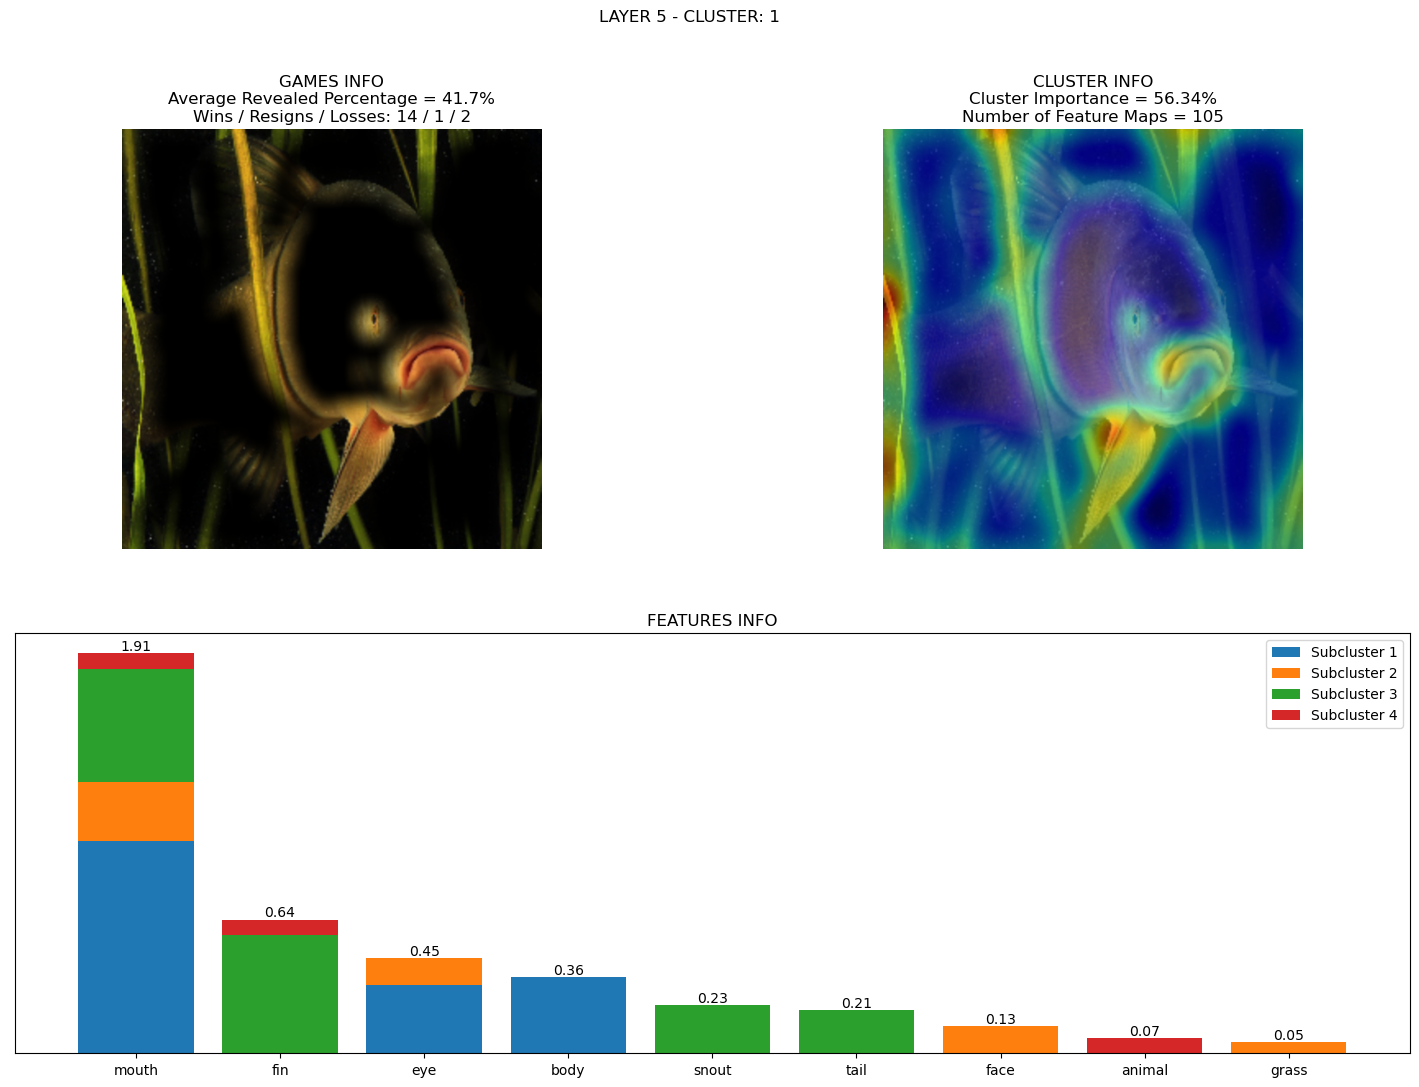 LAYER 5 - CLUSTER: 1
GAMES INFO
Average Revealed Percentage = 41.7%
Wins / Resigns / Losses: 14 / 1 / 2
CLUSTER INFO
Cluster Importance = 56.34%
Number of Feature Maps = 105
FEATURES INFO
1.91
0.64
0.45
0.36
0.23
0.21
0.13
0.07
0.05
Subcluster 1
Subcluster 2
Subcluster 3
Subcluster 4
mouth
fin
eye
body
snout
tail
face
animal
grass